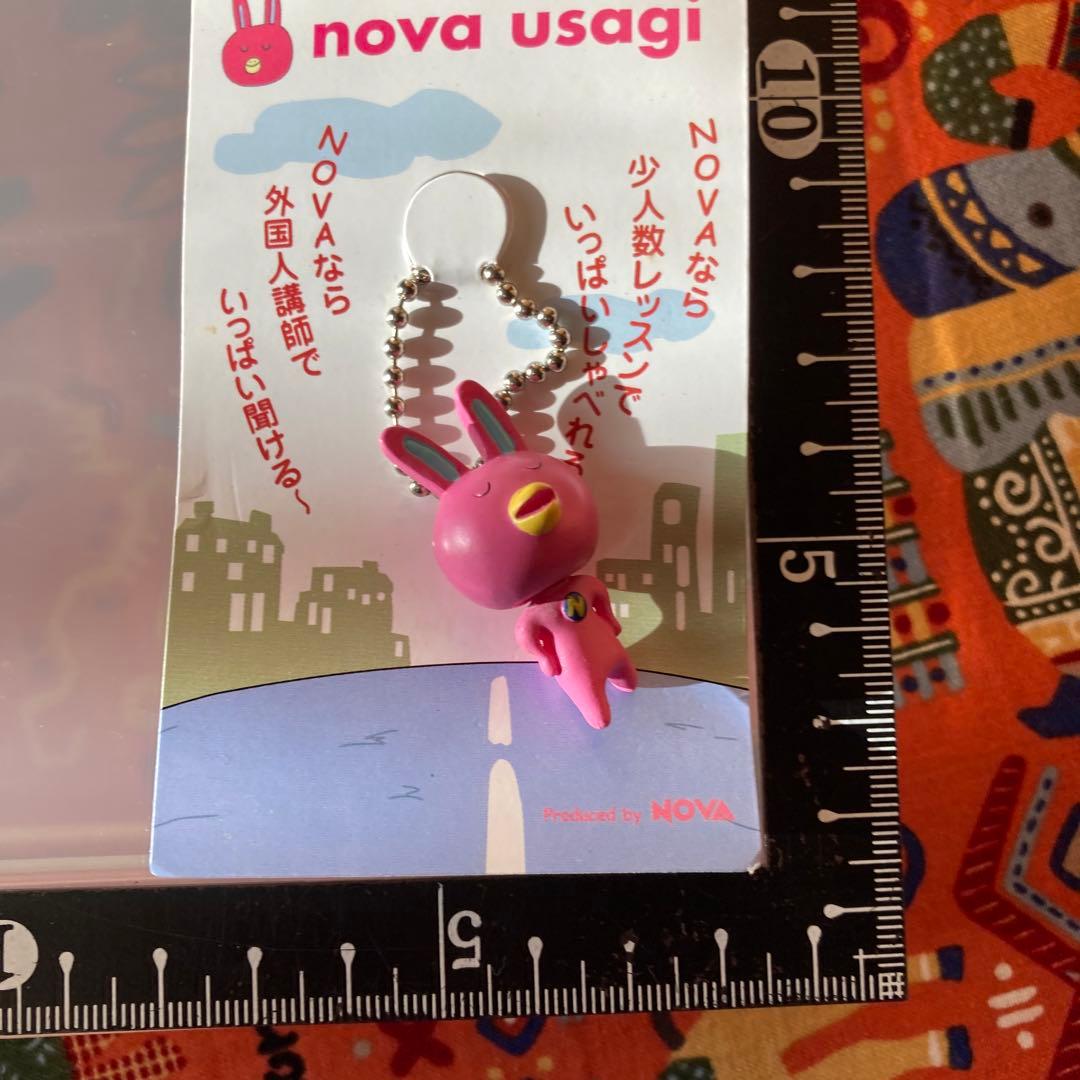 nova usagi
NOVAなら
少人数レッスンで
いっぱいしゃべれる
NOVAなら
外国人講師で
いっぱい聞ける～
N
Produced by NOVA
10
5
5
1